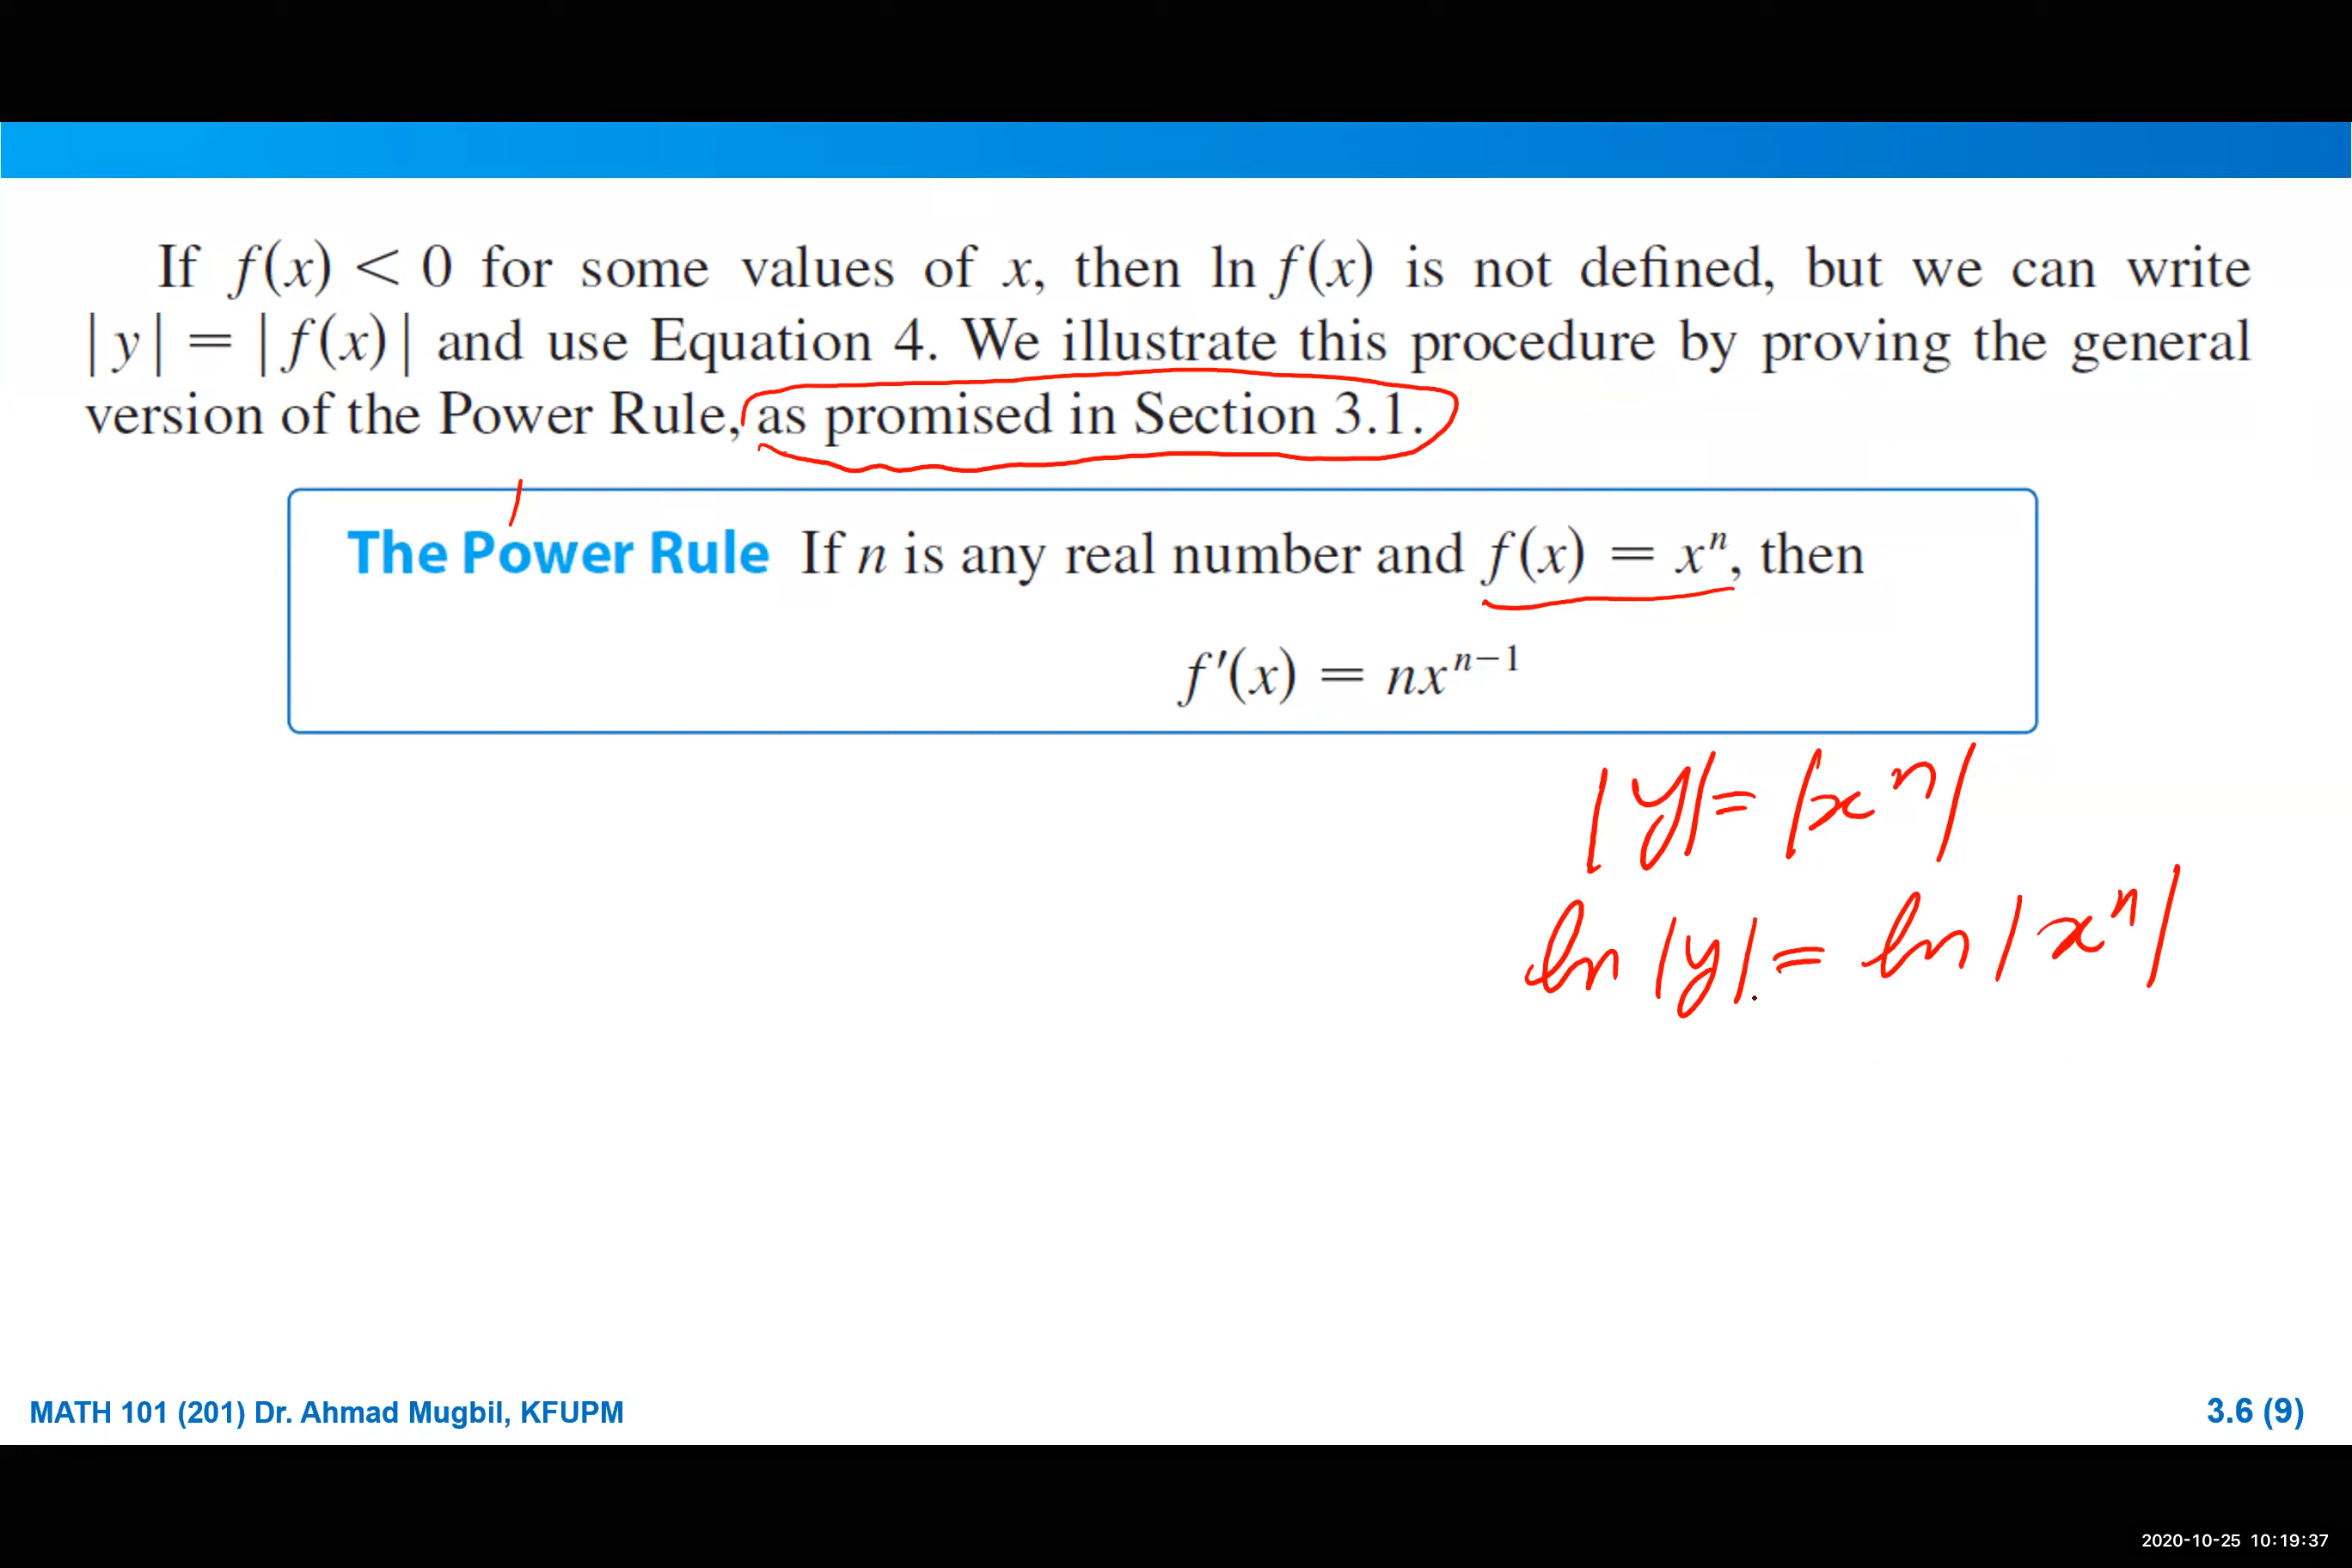 If f(x) < 0 for some values of x, then ln f(x) is not defined, but we can write
|y| = |f(x)| and use Equation 4. We illustrate this procedure by proving the general
version of the Power Rule, as promised in Section 3.1.
The Power Rule If n is any real number and f(x) = xⁿ, then
f′(x) = nxⁿ⁻¹
|y| = |xⁿ|
ln |y| = ln |xⁿ|
MATH 101 (201) Dr. Ahmad Mugbil, KFUPM
3.6 (9)
2020-10-25 10:19:37